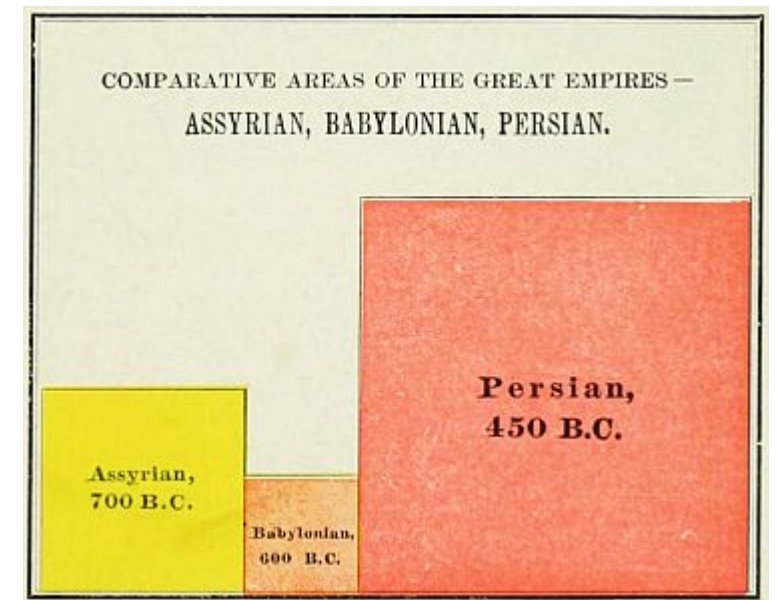 COMPARATIVE AREAS OF THE GREAT EMPIRES—
ASSYRIAN, BABYLONIAN, PERSIAN.
Persian,
450 B.C.
Assyrian,
700 B.C.
Babylonian,
600 B.C.